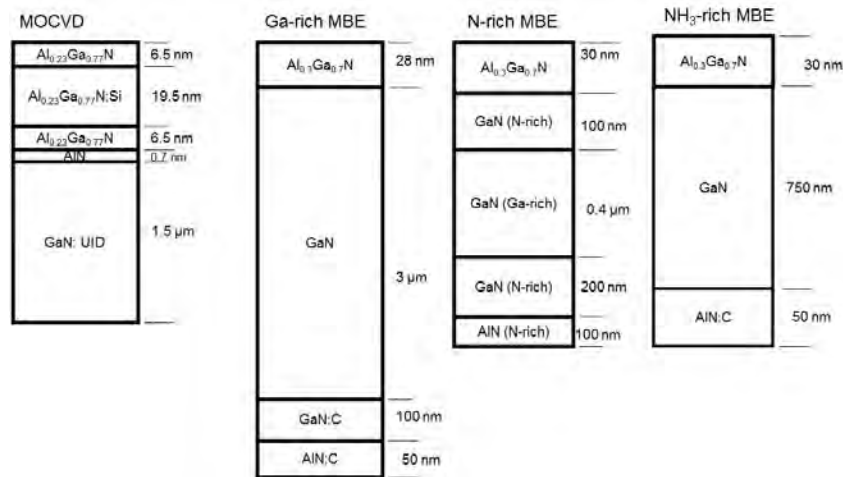 MOCVD
Al0.23Ga0.77N 6.5 nm
Al0.23Ga0.77N:Si 19.5 nm
Al0.23Ga0.77N 6.5 nm
AlN 0.7 nm
GaN: UID 1.5 µm
Ga-rich MBE
Al0.3Ga0.7N 28 nm
GaN 3 µm
GaN:C 100 nm
AlN:C 50 nm
N-rich MBE
Al0.3Ga0.7N 30 nm
GaN (N-rich) 100 nm
GaN (Ga-rich) 0.4 µm
GaN (N-rich) 200 nm
AlN (N-rich) 100 nm
NH3-rich MBE
Al0.3Ga0.7N 30 nm
GaN 750 nm
AlN:C 50 nm